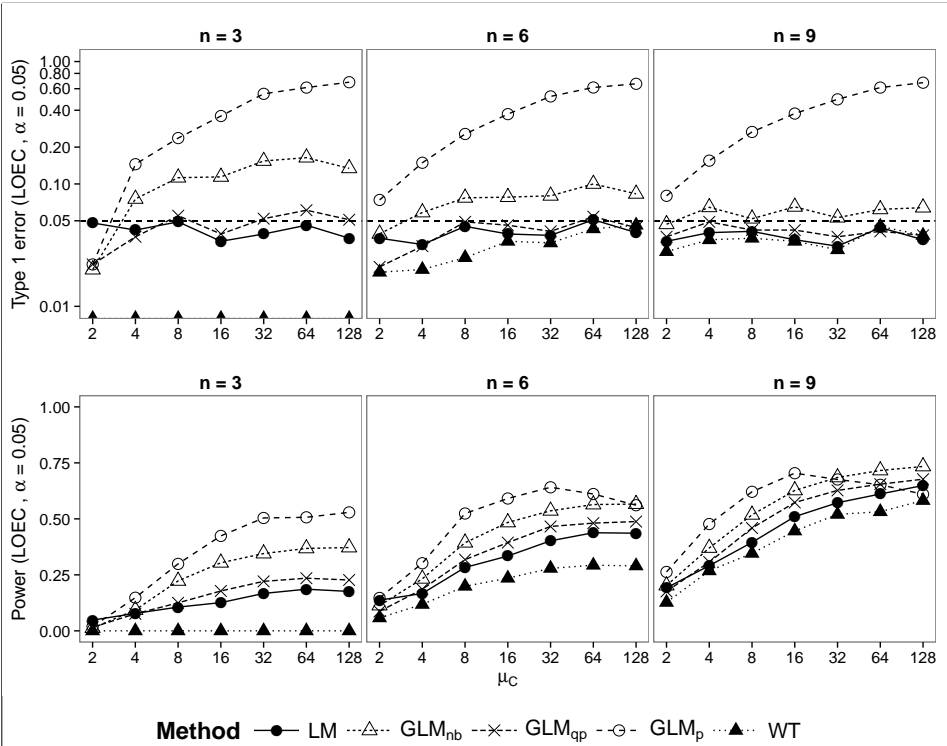 n = 3 n = 6 n = 9
Type 1 error (LOEC , α = 0.05)
1.00
0.80
0.60
0.40
0.20
0.10
0.05
0.01
2 4 8 16 32 64 128 2 4 8 16 32 64 128 2 4 8 16 32 64 128
n = 3 n = 6 n = 9
Power (LOEC , α = 0.05)
1.00
0.75
0.50
0.25
0.00
2 4 8 16 32 64 128 2 4 8 16 32 64 128 2 4 8 16 32 64 128
μC
Method LM GLMnb GLMqp GLMp WT